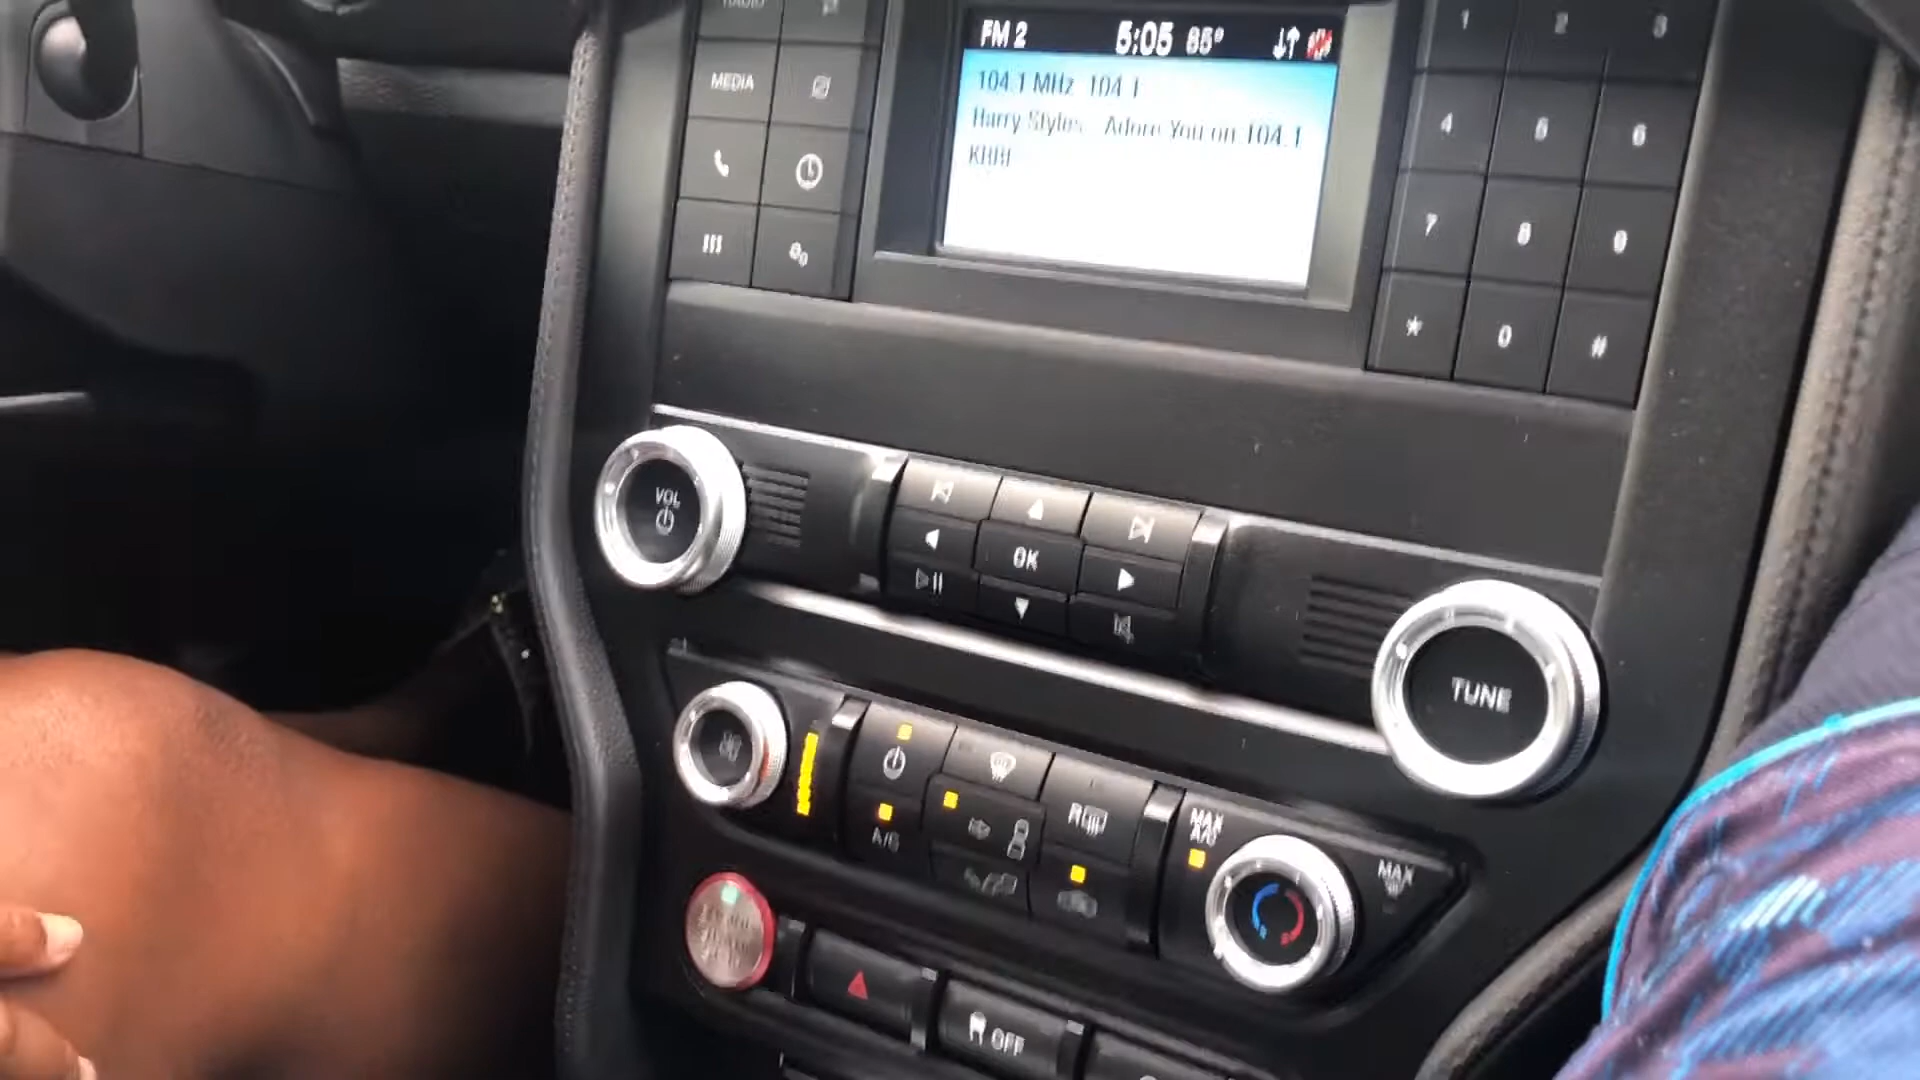 RADIO
FM 2 5:05 85°
1 2 3
MEDIA
104.1 MHz 104.1
Harry Styles - Adore You on 104.1
4 5 6
7 8 9
* 0 #
VOL
OK
TUNE
A/C
R
MAX
A/C
MAX
OFF